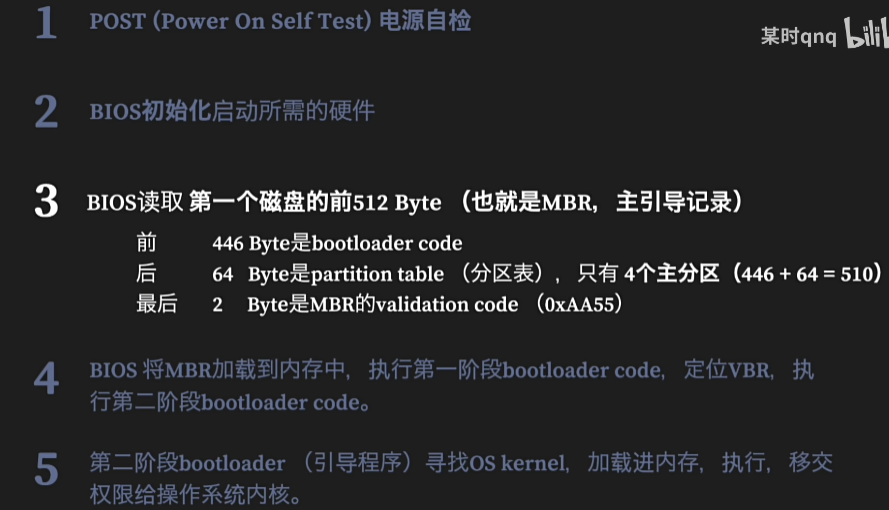 1 POST (Power On Self Test) 电源自检
某时qnq bilib
2 BIOS初始化启动所需的硬件
3 BIOS读取 第一个磁盘的前512 Byte （也就是MBR，主引导记录）
前 446 Byte是bootloader code
后 64 Byte是partition table （分区表），只有 4个主分区（446 + 64 = 510）
最后 2 Byte是MBR的validation code （0xAA55）
4 BIOS 将MBR加载到内存中，执行第一阶段bootloader code，定位VBR，执
行第二阶段bootloader code。
5 第二阶段bootloader （引导程序）寻找OS kernel，加载进内存，执行，移交
权限给操作系统内核。